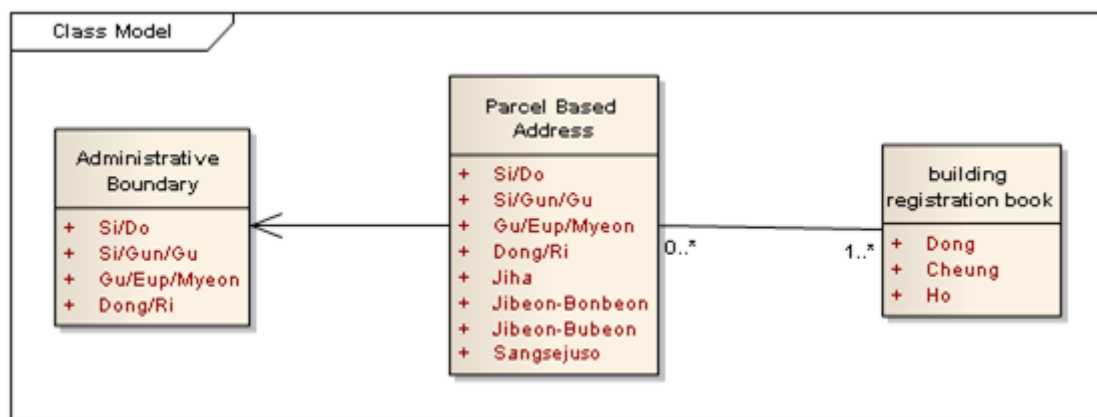 Class Model
Administrative
Boundary
+ Si/Do
+ Si/Gun/Gu
+ Gu/Eup/Myeon
+ Dong/Ri
Parcel Based
Address
+ Si/Do
+ Si/Gun/Gu
+ Gu/Eup/Myeon
+ Dong/Ri
+ Jiha
+ Jibeon-Bonbeon
+ Jibeon-Bubeon
+ Sangsejuso
0..*
1..*
building
registration book
+ Dong
+ Cheung
+ Ho